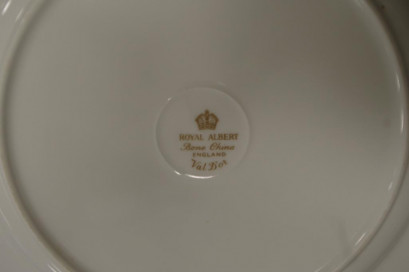 ROYAL ALBERT
Bone China
ENGLAND
Val D'or